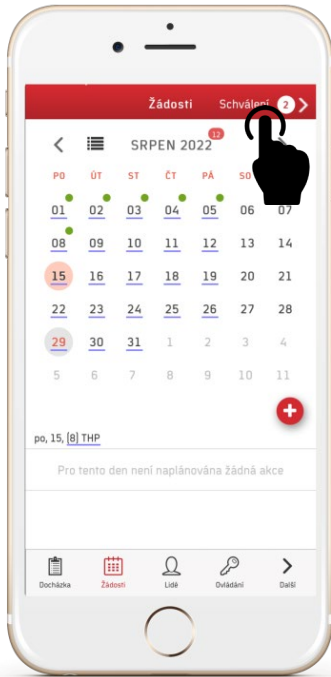 Žádosti Schválení 2
SRPEN 2022 12
PO ÚT ST ČT PÁ SO
01 02 03 04 05 06 07
08 09 10 11 12 13 14
15 16 17 18 19 20 21
22 23 24 25 26 27 28
29 30 31 1 2 3 4
5 6 7 8 9 10 11
po, 15, [8] THP
Pro tento den není naplánována žádná akce
Docházka Žádosti Lidé Ovládání Další